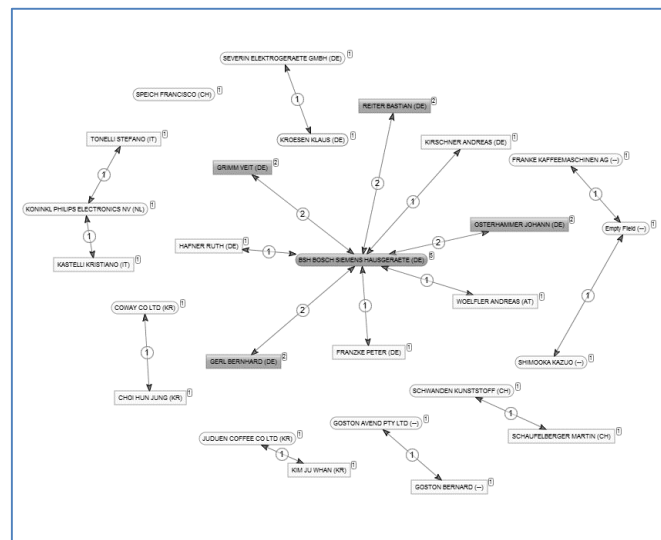 SEVERIN ELEKTROGERAETE GMBH (DE) 1
SPEICH FRANCISCO (CH) 1
1
REITER BASTIAN (DE) 2
TONELLI STEFANO (IT) 1
KROESEN KLAUS (DE) 1
KIRSCHNER ANDREAS (DE) 1
GRIMM VEIT (DE) 2
FRANKE KAFFEEMASCHINEN AG (--) 1
1
2
1
1
KONINKL PHILIPS ELECTRONICS NV (NL) 1
2
OSTERHAMMER JOHANN (DE) 2
Empty Field (--) 1
1
HAFNER RUTH (DE) 1
1
2
KASTELLI KRISTIANO (IT) 1
BSH BOSCH SIEMENS HAUSGERAETE (DE) 5
1
1
COWAY CO LTD (KR) 1
2
1
WOELFLER ANDREAS (AT) 1
1
FRANZKE PETER (DE) 1
GERL BERNHARD (DE) 2
SHIMOOKA KAZUO (--) 1
CHOI HUN JUNG (KR) 1
SCHWANDEN KUNSTSTOFF (CH) 1
1
GOSTON AVEND PTY LTD (--) 1
SCHAUFELBERGER MARTIN (CH) 1
JUDUEN COFFEE CO LTD (KR) 1
1
1
KIM JU WHAN (KR) 1
GOSTON BERNARD (--) 1